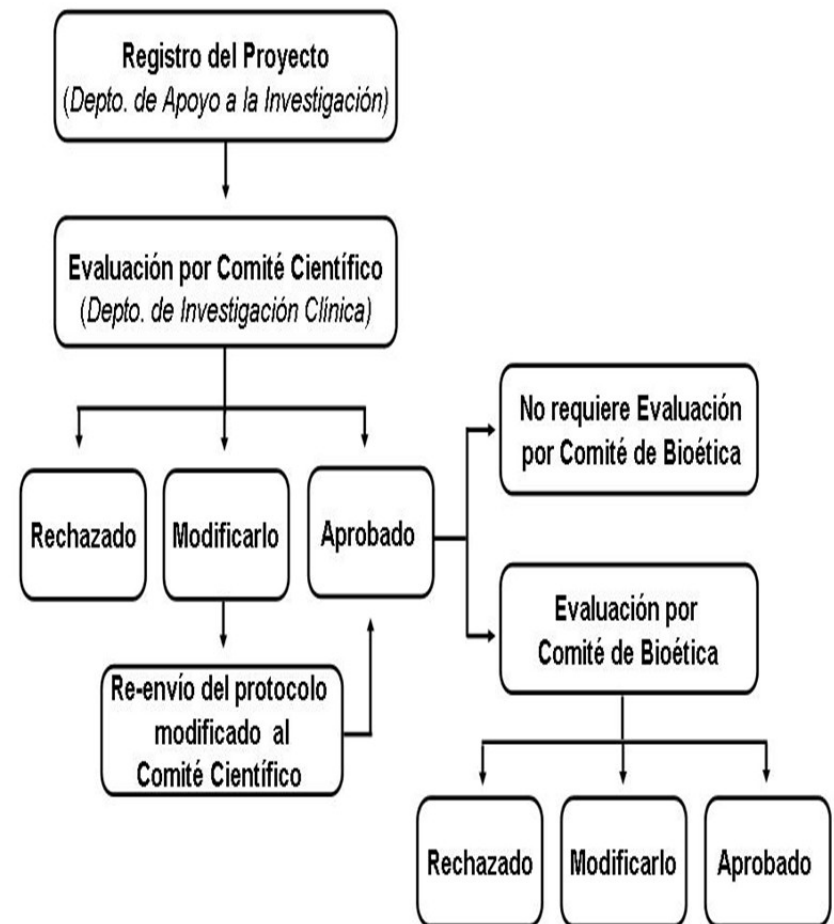 Registro del Proyecto
(Depto. de Apoyo a la Investigación)
Evaluación por Comité Científico
(Depto. de Investigación Clínica)
Rechazado
Modificarlo
Aprobado
No requiere Evaluación
por Comité de Bioética
Evaluación por
Comité de Bioética
Re-envío del protocolo
modificado al
Comité Científico
Rechazado
Modificarlo
Aprobado